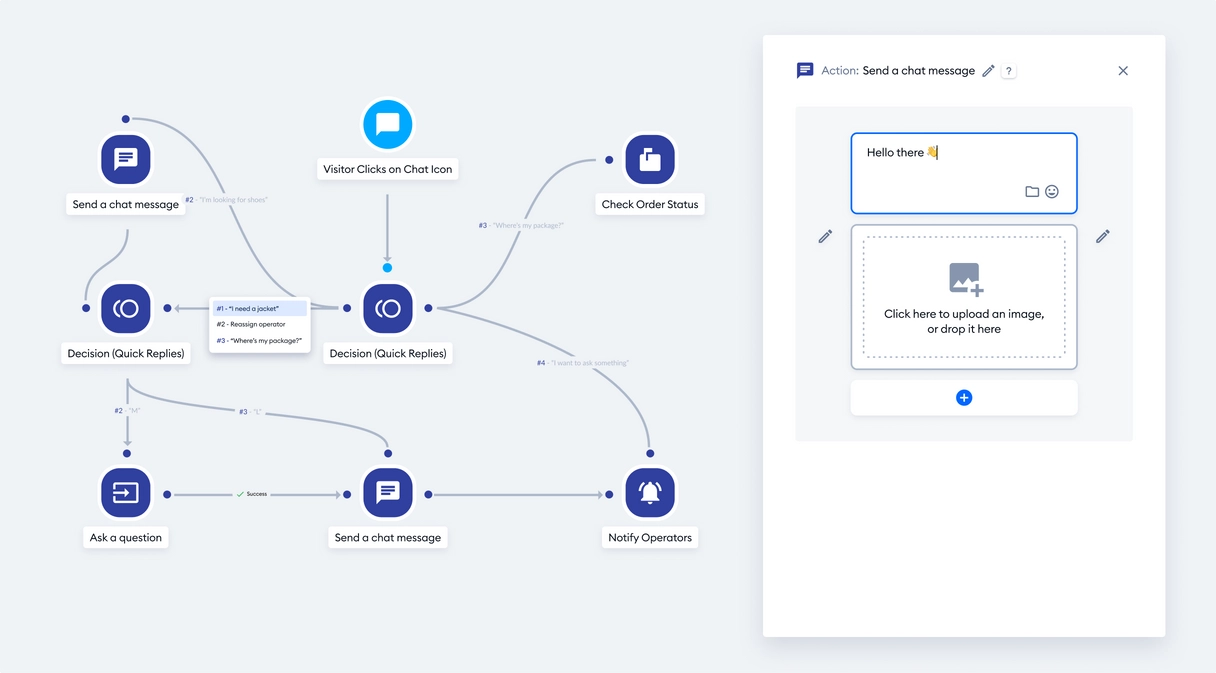 Action: Send a chat message
?
Hello there 👋
Click here to upload an image,
or drop it here
Visitor Clicks on Chat Icon
Send a chat message
#2 - "I'm looking for shoes"
Check Order Status
#3 - "Where's my package?"
#1 - "I need a jacket"
#2 - Reassign operator
#3 - "Where's my package?"
Decision (Quick Replies)
Decision (Quick Replies)
#4 - "I want to ask something"
#2 - "M"
#3 - "L"
Success
Ask a question
Send a chat message
Notify Operators